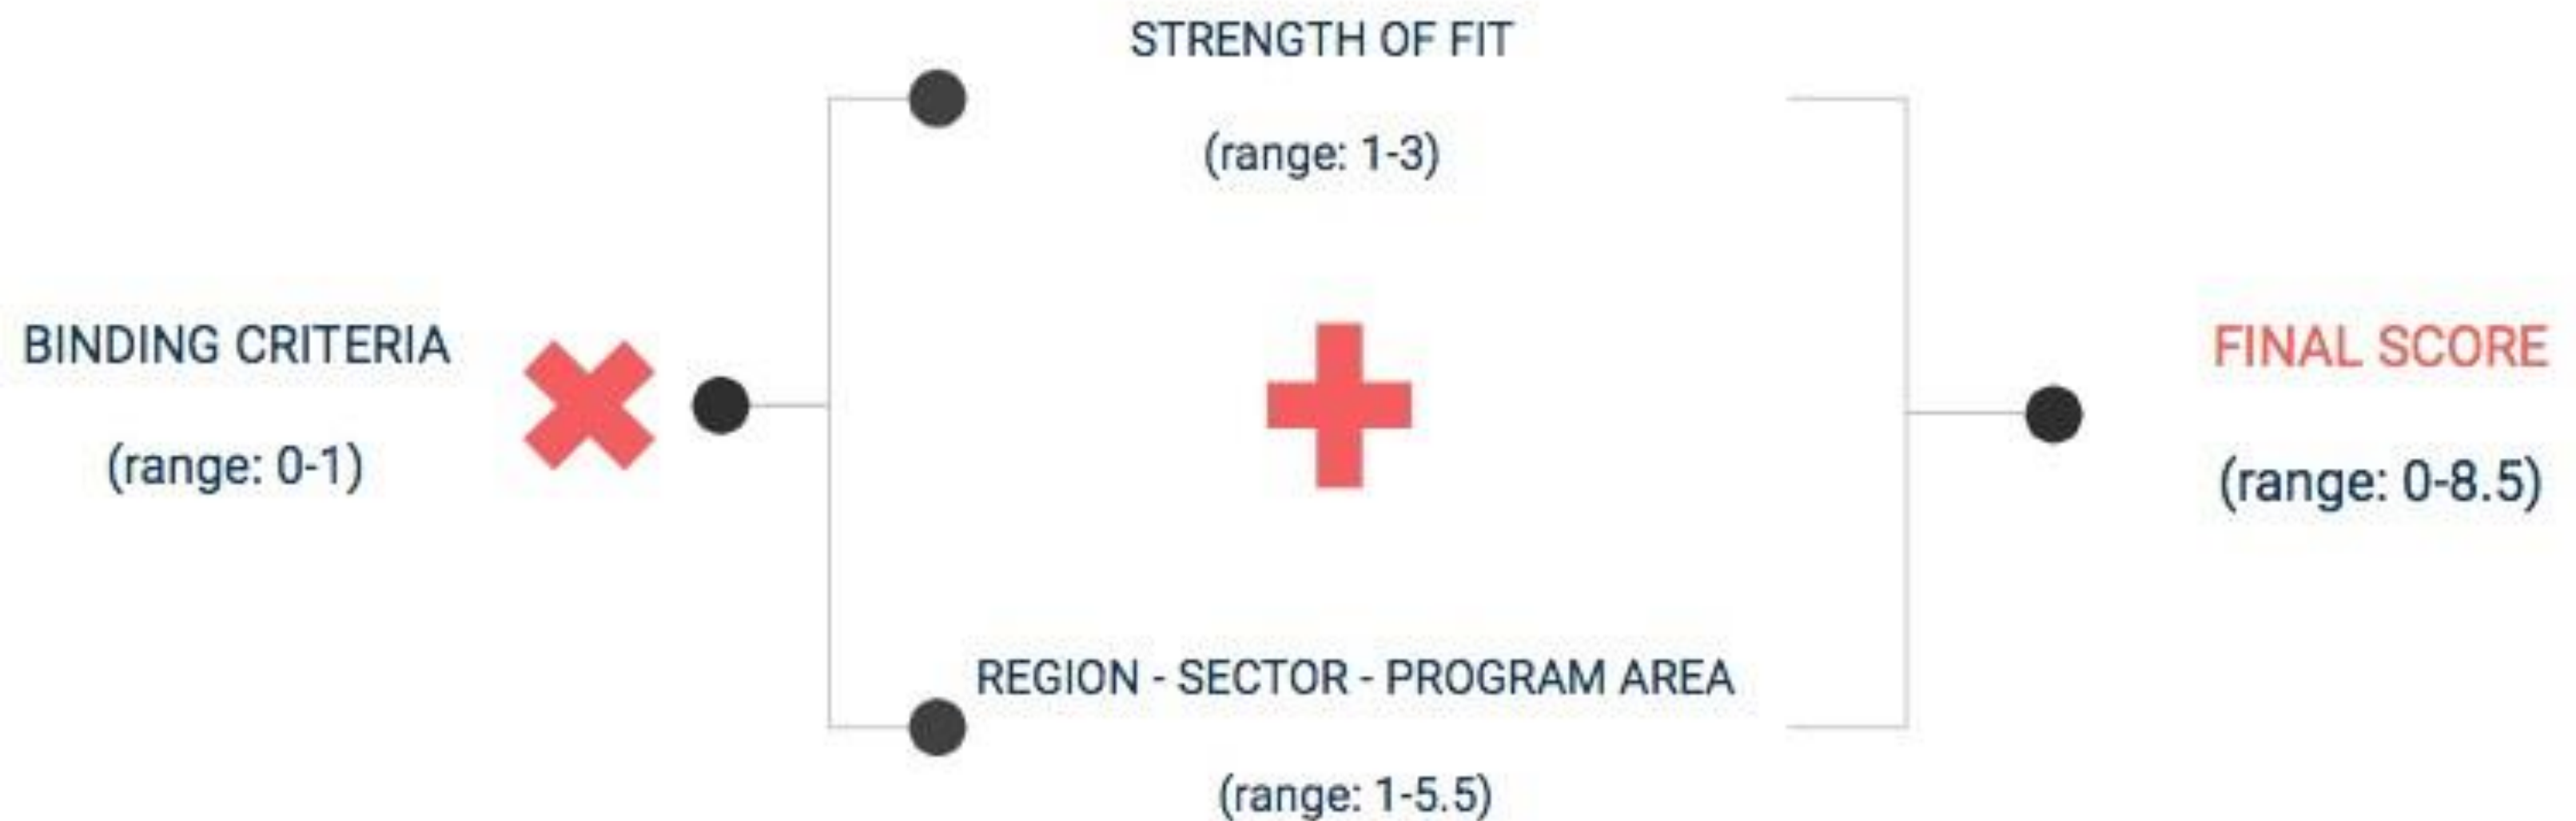 BINDING CRITERIA
(range: 0-1)
STRENGTH OF FIT
(range: 1-3)
REGION - SECTOR - PROGRAM AREA
(range: 1-5.5)
FINAL SCORE
(range: 0-8.5)